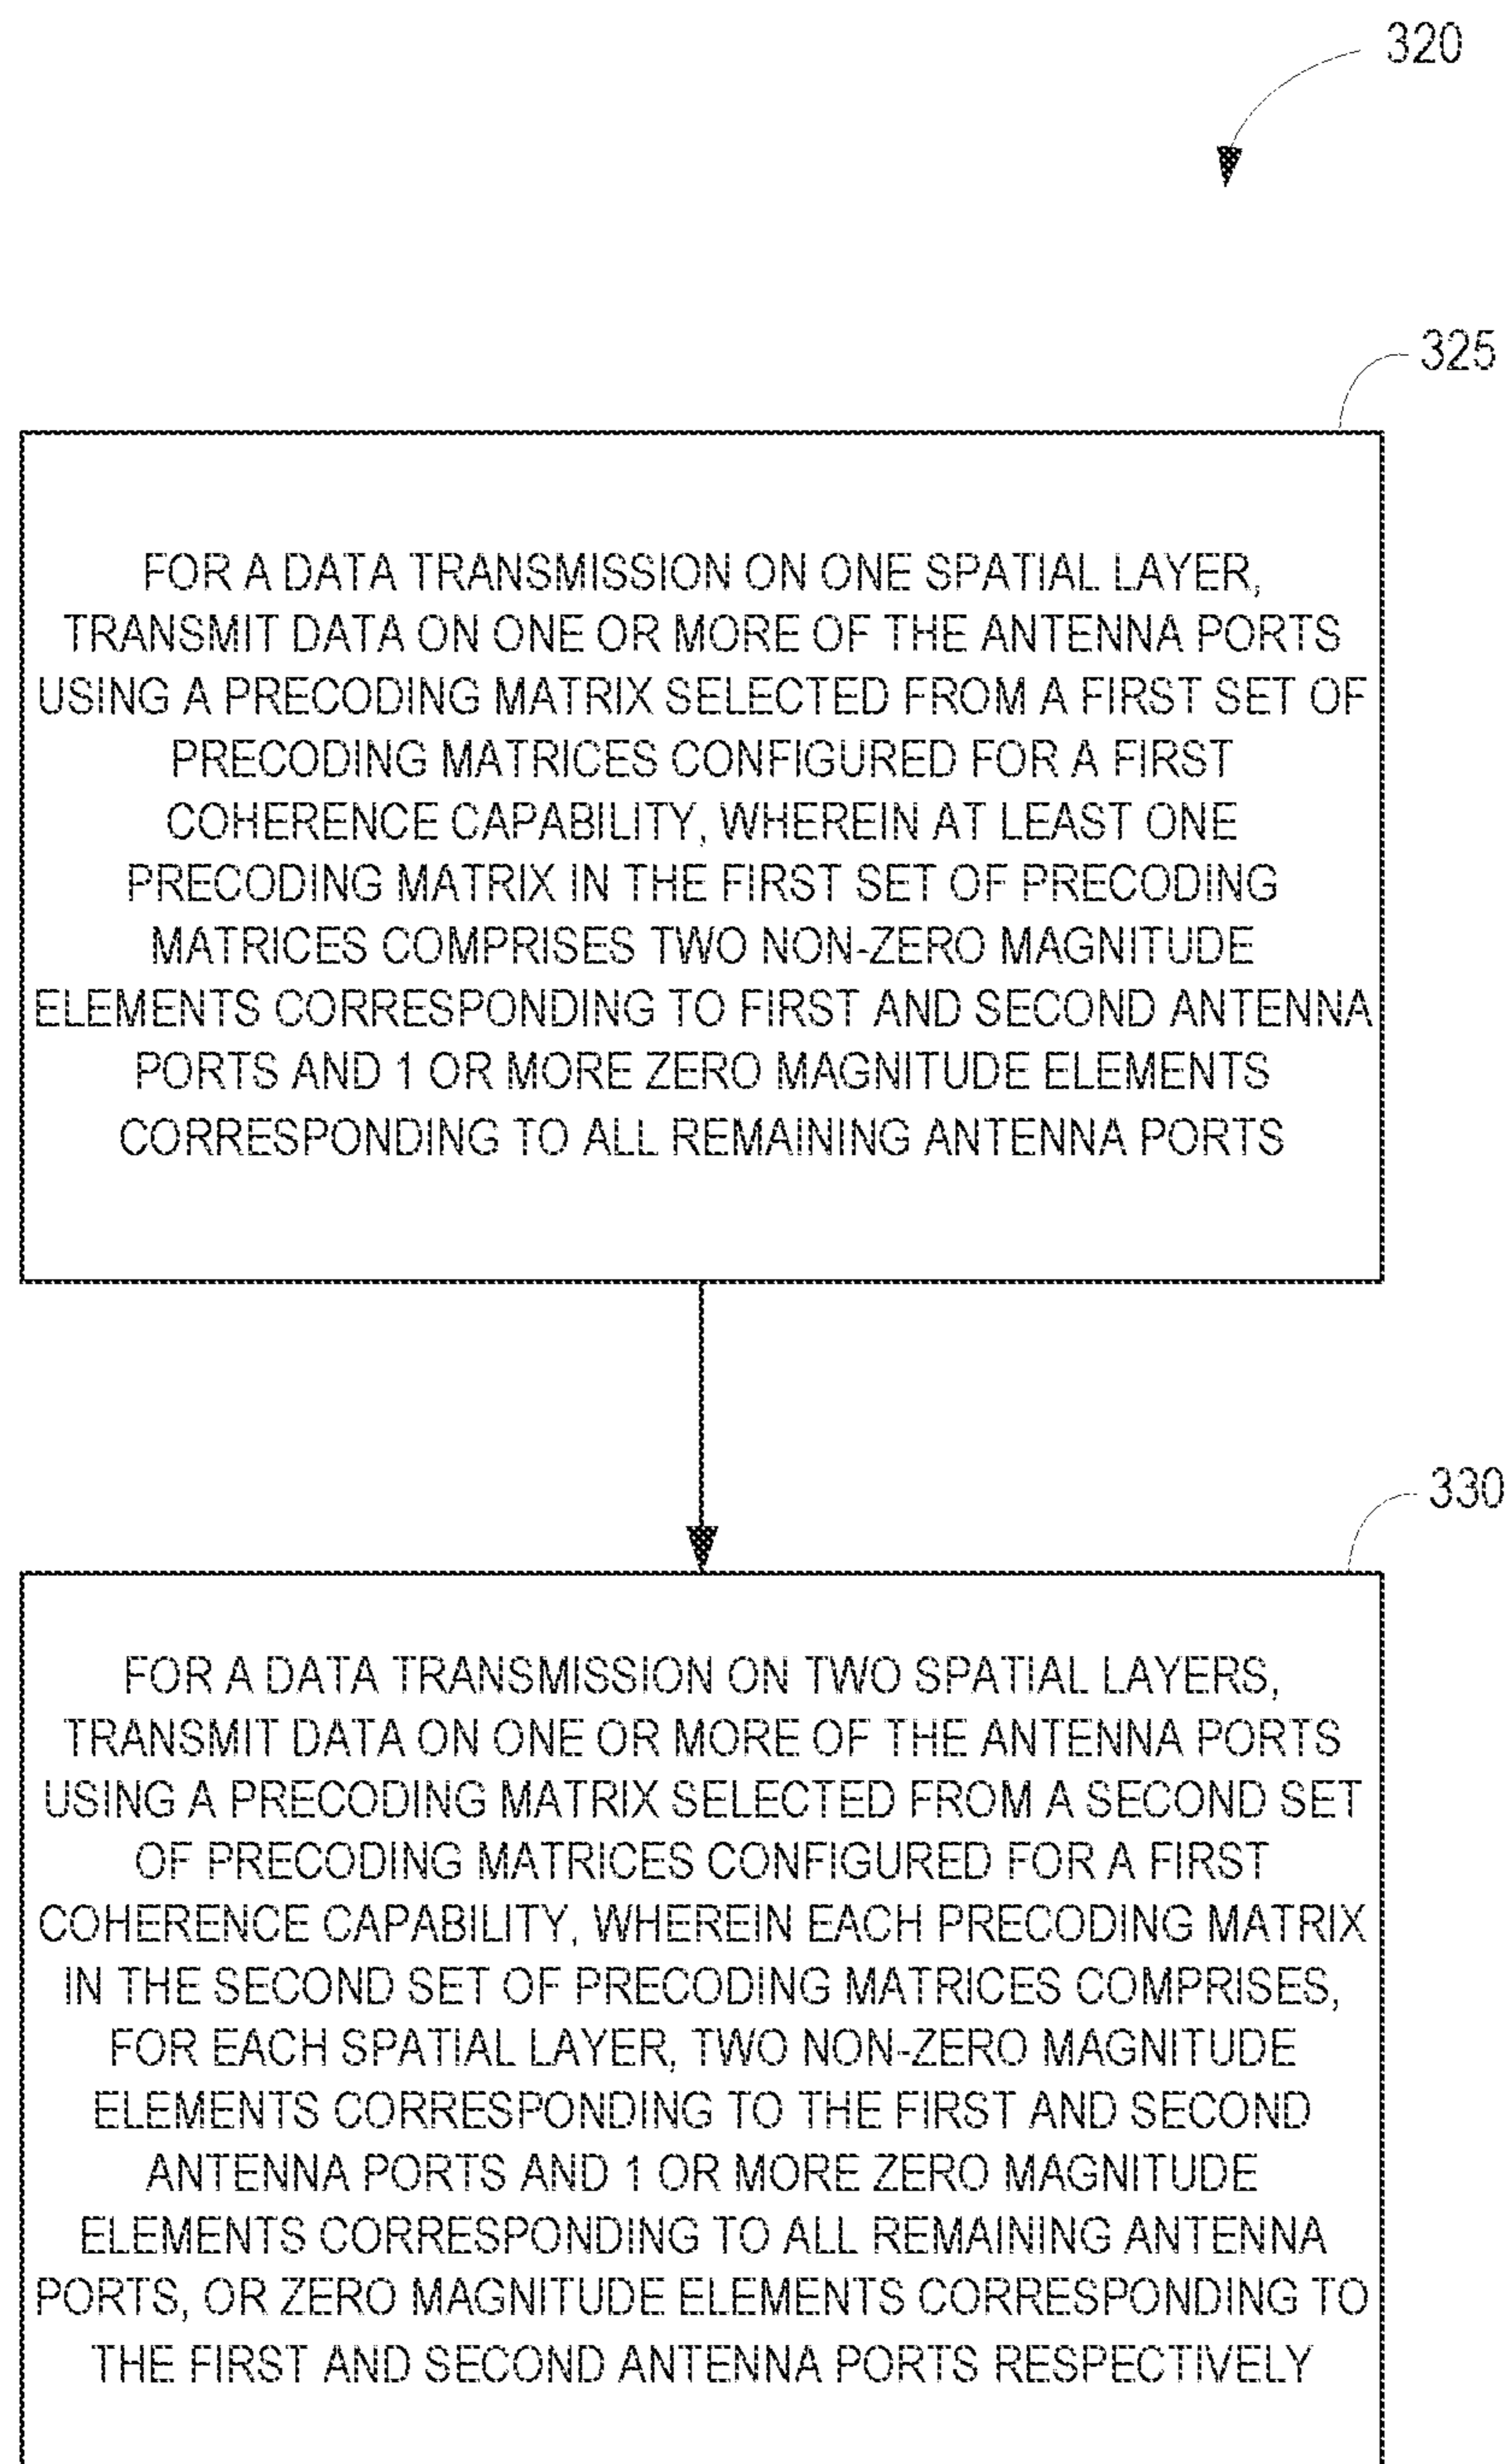 320
325
FOR A DATA TRANSMISSION ON ONE SPATIAL LAYER,
TRANSMIT DATA ON ONE OR MORE OF THE ANTENNA PORTS
USING A PRECODING MATRIX SELECTED FROM A FIRST SET OF
PRECODING MATRICES CONFIGURED FOR A FIRST
COHERENCE CAPABILITY, WHEREIN AT LEAST ONE
PRECODING MATRIX IN THE FIRST SET OF PRECODING
MATRICES COMPRISES TWO NON-ZERO MAGNITUDE
ELEMENTS CORRESPONDING TO FIRST AND SECOND ANTENNA
PORTS AND 1 OR MORE ZERO MAGNITUDE ELEMENTS
CORRESPONDING TO ALL REMAINING ANTENNA PORTS
330
FOR A DATA TRANSMISSION ON TWO SPATIAL LAYERS,
TRANSMIT DATA ON ONE OR MORE OF THE ANTENNA PORTS
USING A PRECODING MATRIX SELECTED FROM A SECOND SET
OF PRECODING MATRICES CONFIGURED FOR A FIRST
COHERENCE CAPABILITY, WHEREIN EACH PRECODING MATRIX
IN THE SECOND SET OF PRECODING MATRICES COMPRISES,
FOR EACH SPATIAL LAYER, TWO NON-ZERO MAGNITUDE
ELEMENTS CORRESPONDING TO THE FIRST AND SECOND
ANTENNA PORTS AND 1 OR MORE ZERO MAGNITUDE
ELEMENTS CORRESPONDING TO ALL REMAINING ANTENNA
PORTS, OR ZERO MAGNITUDE ELEMENTS CORRESPONDING TO
THE FIRST AND SECOND ANTENNA PORTS RESPECTIVELY